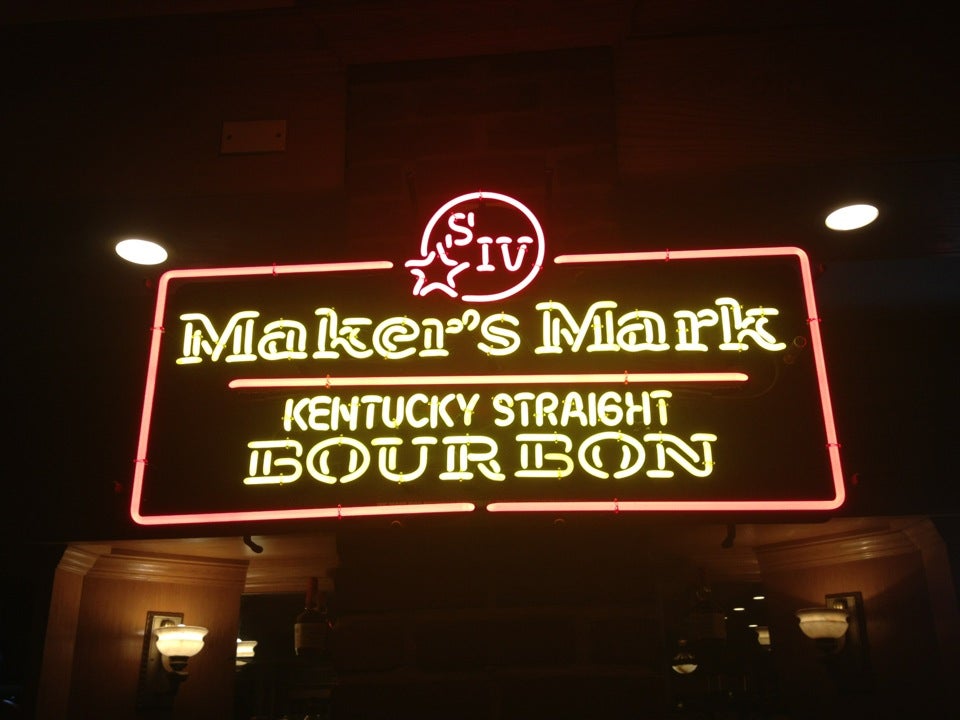 S IV
Maker's Mark
KENTUCKY STRAIGHT
BOURBON